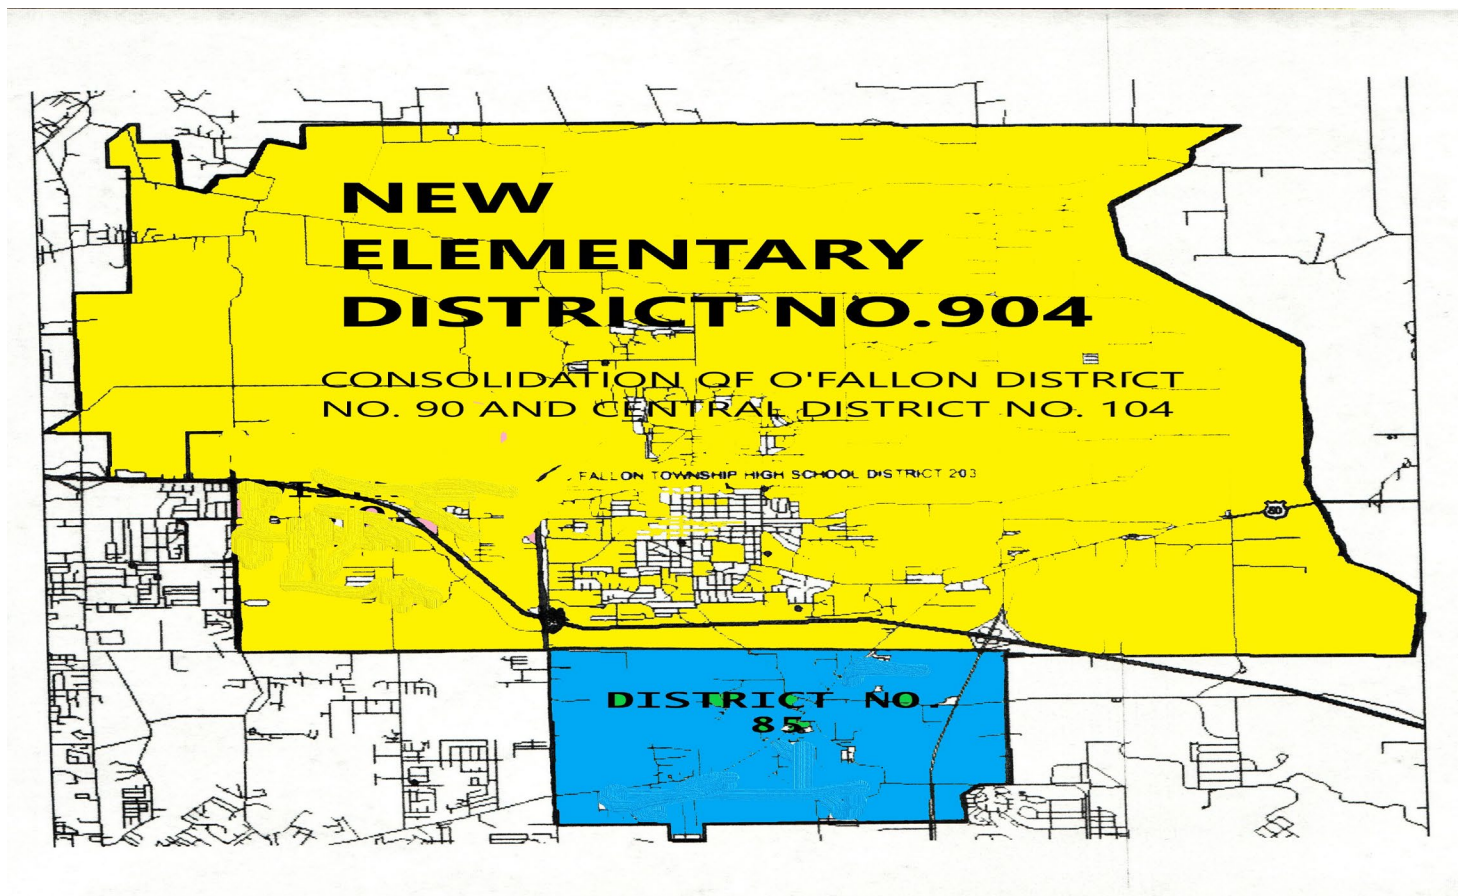 NEW
ELEMENTARY
DISTRICT NO.904
CONSOLIDATION OF O'FALLON DISTRICT
NO. 90 AND CENTRAL DISTRICT NO. 104
FALLON TOWNSHIP HIGH SCHOOL DISTRICT 203
50
DISTRICT NO.
85